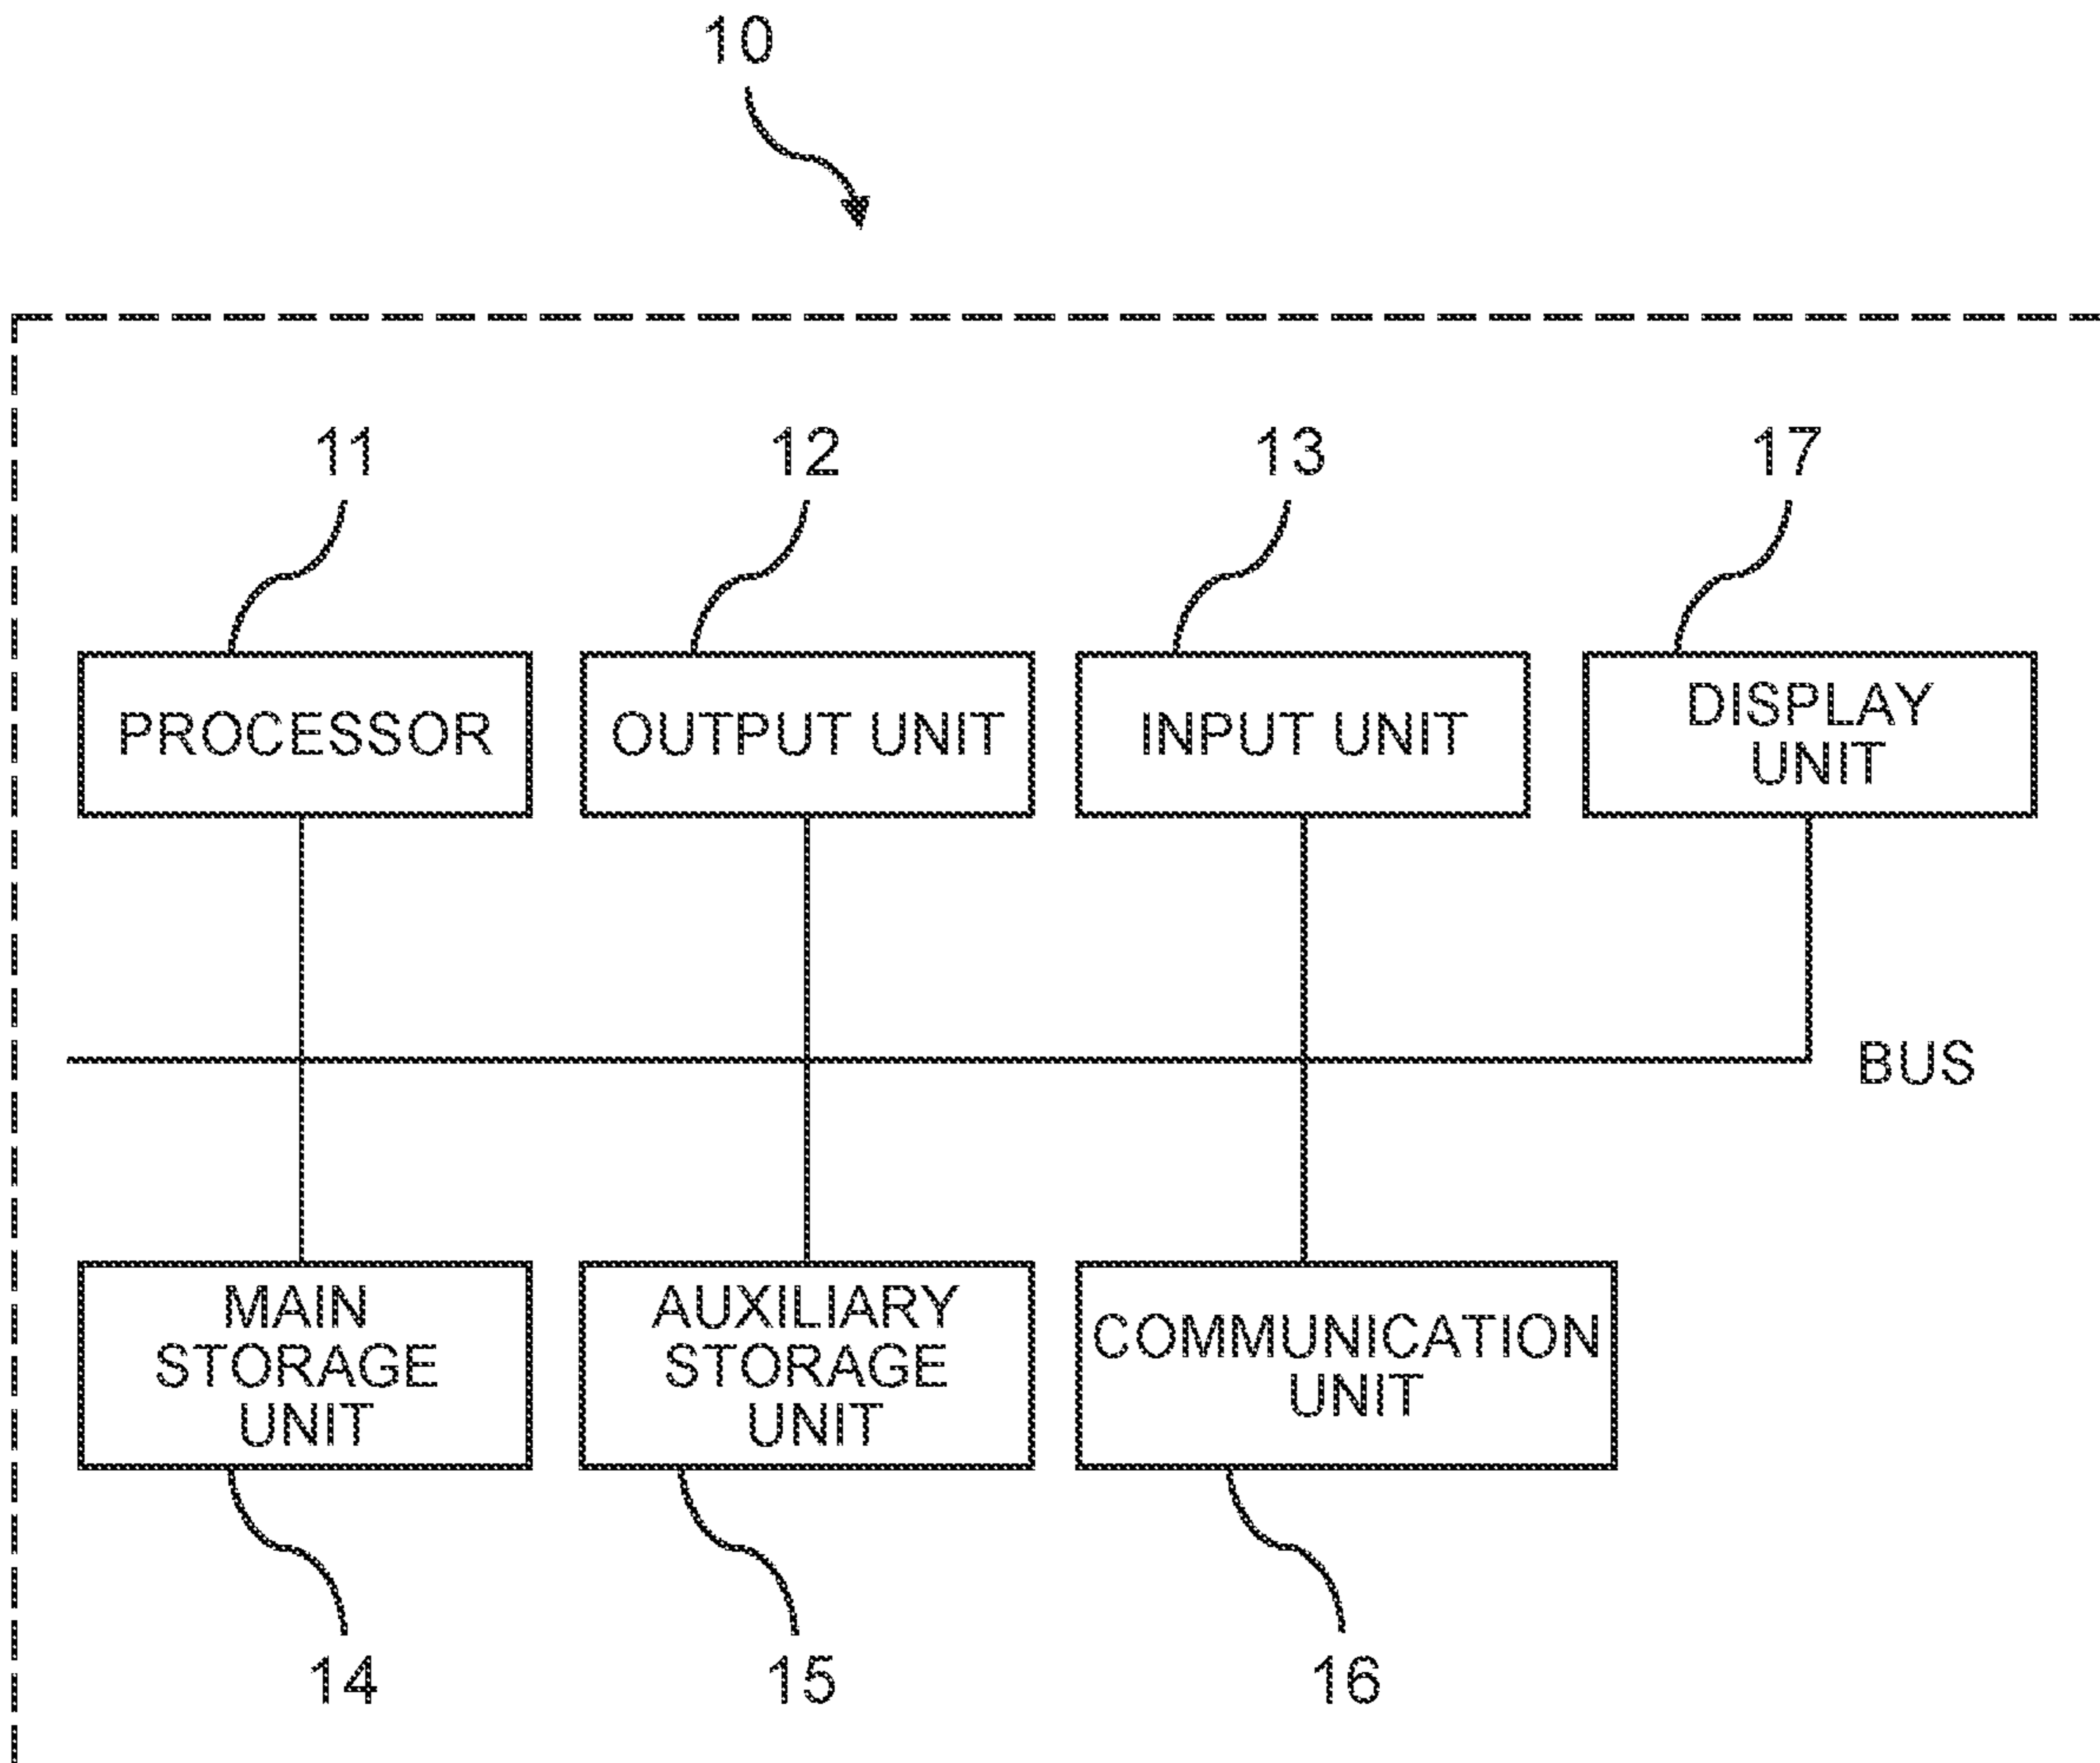 10
11
12
13
17
PROCESSOR
OUTPUT UNIT
INPUT UNIT
DISPLAY
UNIT
BUS
MAIN
STORAGE
UNIT
AUXILIARY
STORAGE
UNIT
COMMUNICATION
UNIT
14
15
16